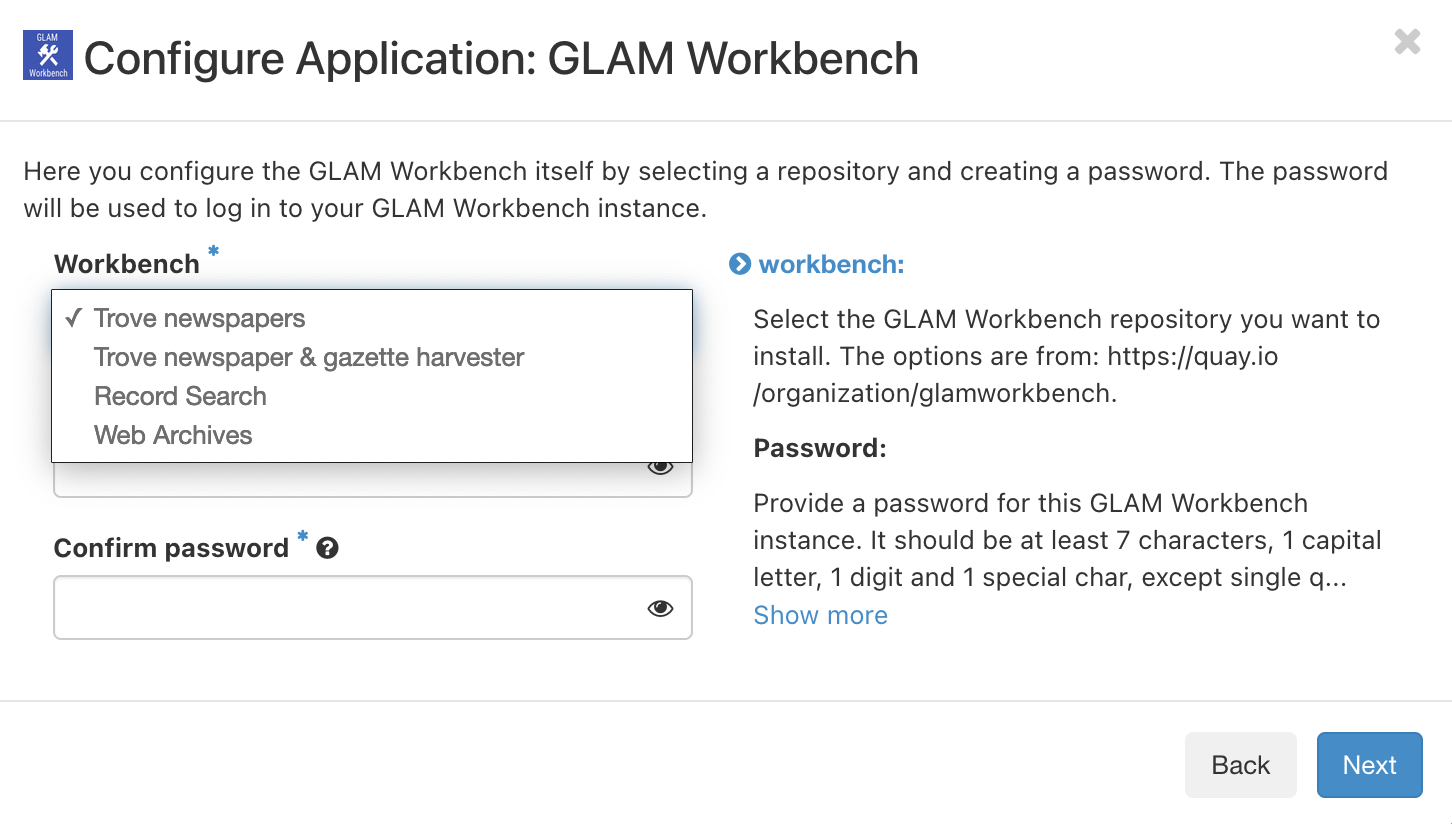 GLAM
Workbench
Configure Application: GLAM Workbench
Here you configure the GLAM Workbench itself by selecting a repository and creating a password. The password
will be used to log in to your GLAM Workbench instance.
Workbench *
✓ Trove newspapers
Trove newspaper & gazette harvester
Record Search
Web Archives
Confirm password *
workbench:
Select the GLAM Workbench repository you want to
install. The options are from: https://quay.io
/organization/glamworkbench.
Password:
Provide a password for this GLAM Workbench
instance. It should be at least 7 characters, 1 capital
letter, 1 digit and 1 special char, except single q...
Show more
Back
Next